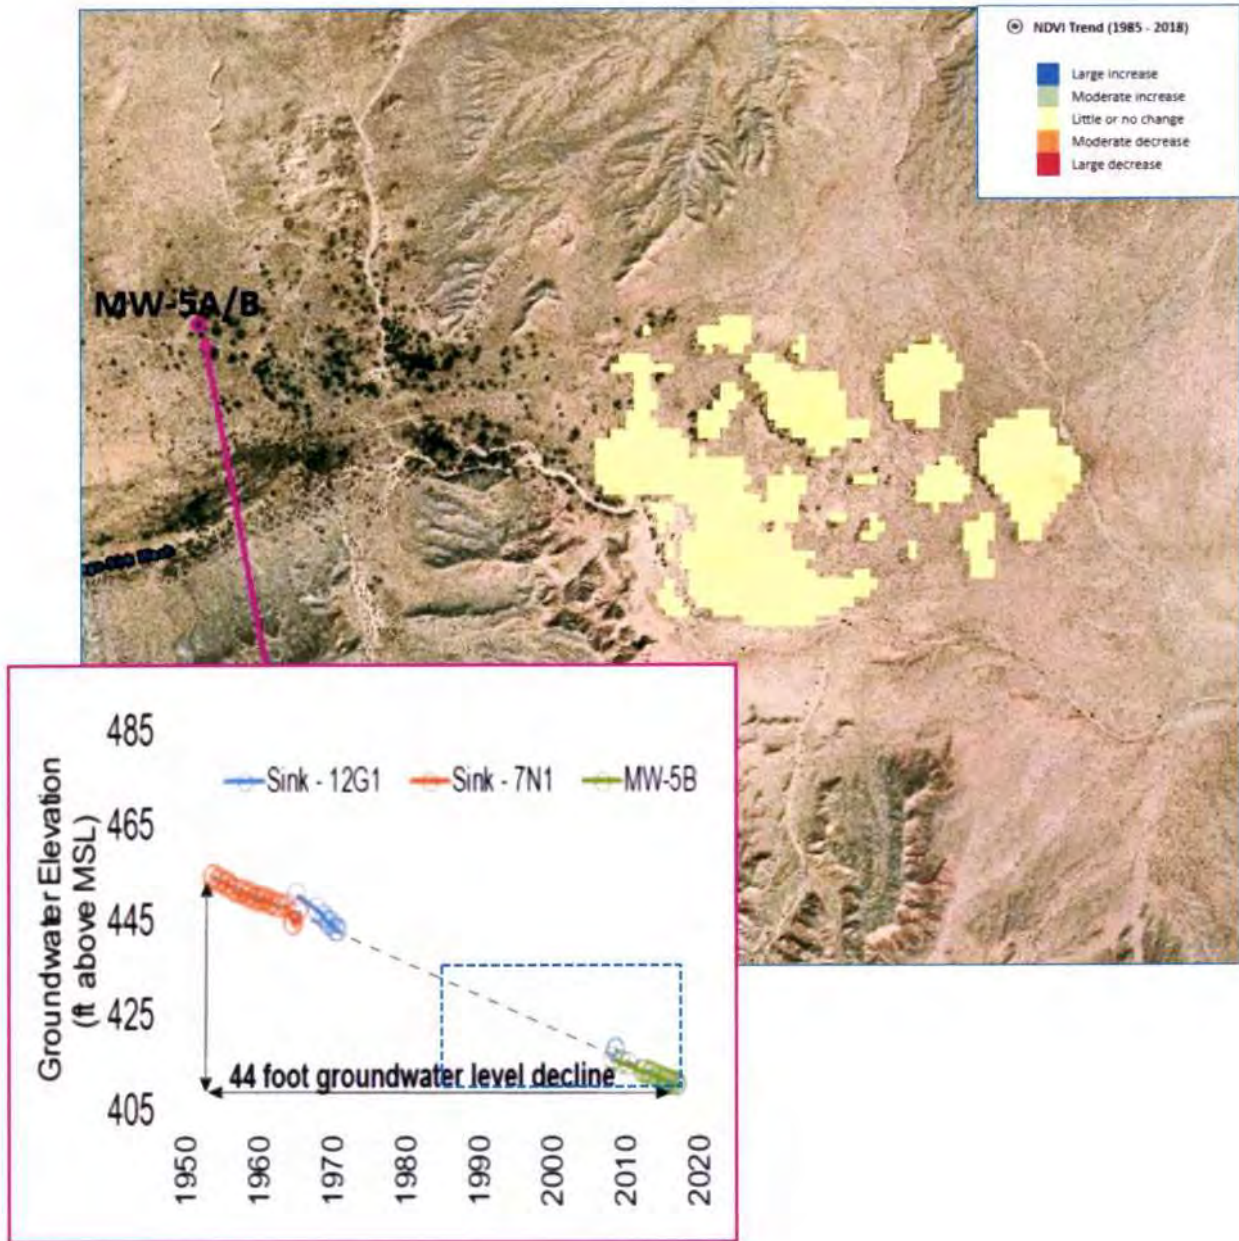 NDVI Trend (1985 - 2018)
Large increase
Moderate increase
Little or no change
Moderate decrease
Large decrease
MW-5A/B
Wash
Groundwater Elevation
(ft above MSL)
485
465
445
425
405
Sink - 12G1 Sink - 7N1 MW-5B
44 foot groundwater level decline
1950 1960 1970 1980 1990 2000 2010 2020